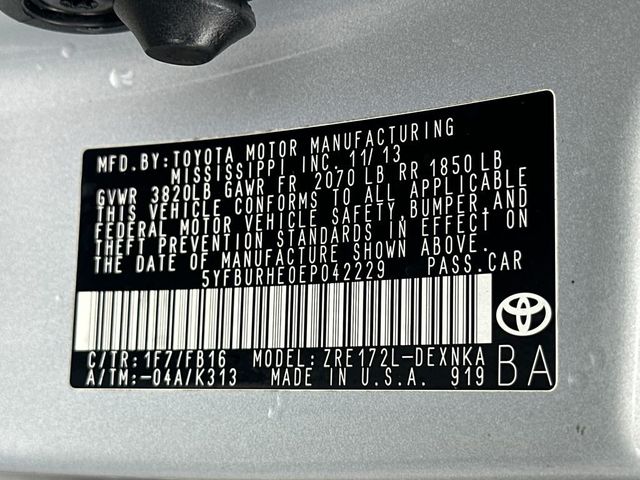 MFD.BY:TOYOTA MOTOR MANUFACTURING
MISSISSIPPI, INC. 11/13
GVWR 3820LB GAWR FR 2070 LB RR 1850 LB
THIS VEHICLE CONFORMS TO ALL APPLICABLE
FEDERAL MOTOR VEHICLE SAFETY,BUMPER,AND
THEFT PREVENTION STANDARDS IN EFFECT ON
THE DATE OF MANUFACTURE SHOWN ABOVE.
5YFBURHE0EP042229 PASS.CAR
C/TR:1F7/FB16 MODEL:ZRE172L-DEXNKA
A/TM:-04A/K313 MADE IN U.S.A. 919 BA